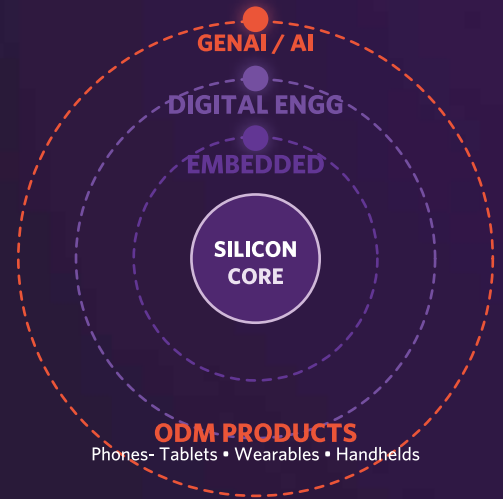 GENAI / AI
DIGITAL ENGG
EMBEDDED
SILICON
CORE
ODM PRODUCTS
Phones- Tablets • Wearables • Handhelds